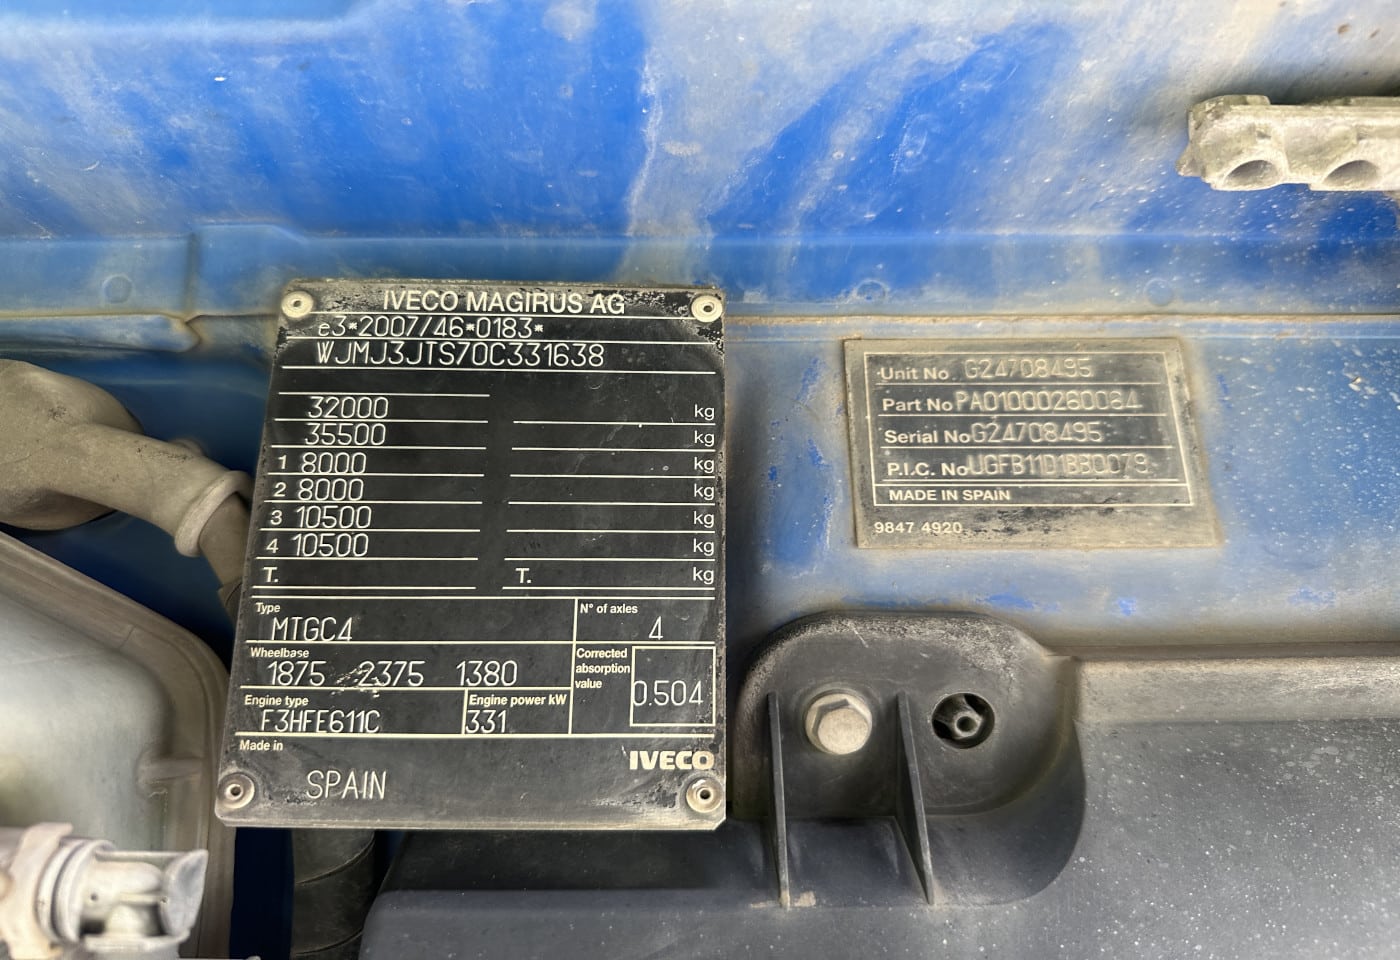 IVECO MAGIRUS AG
e3*2007/46*0183*
WJMJ3JTS70C331638
32000 kg
35500 kg
1 8000 kg
2 8000 kg
3 10500 kg
4 10500 kg
T. T. kg
Type
MTGC4
N° of axles
4
Wheelbase
1875 2375 1380
Corrected absorption value
0.504
Engine type
F3HFE611C
Engine power kW
331
Made in
SPAIN
IVECO
Unit No G24708495
Part No PA01000260084
Serial No G24708495
P.I.C. No UGFB11D1BB0079
MADE IN SPAIN
9847 4920